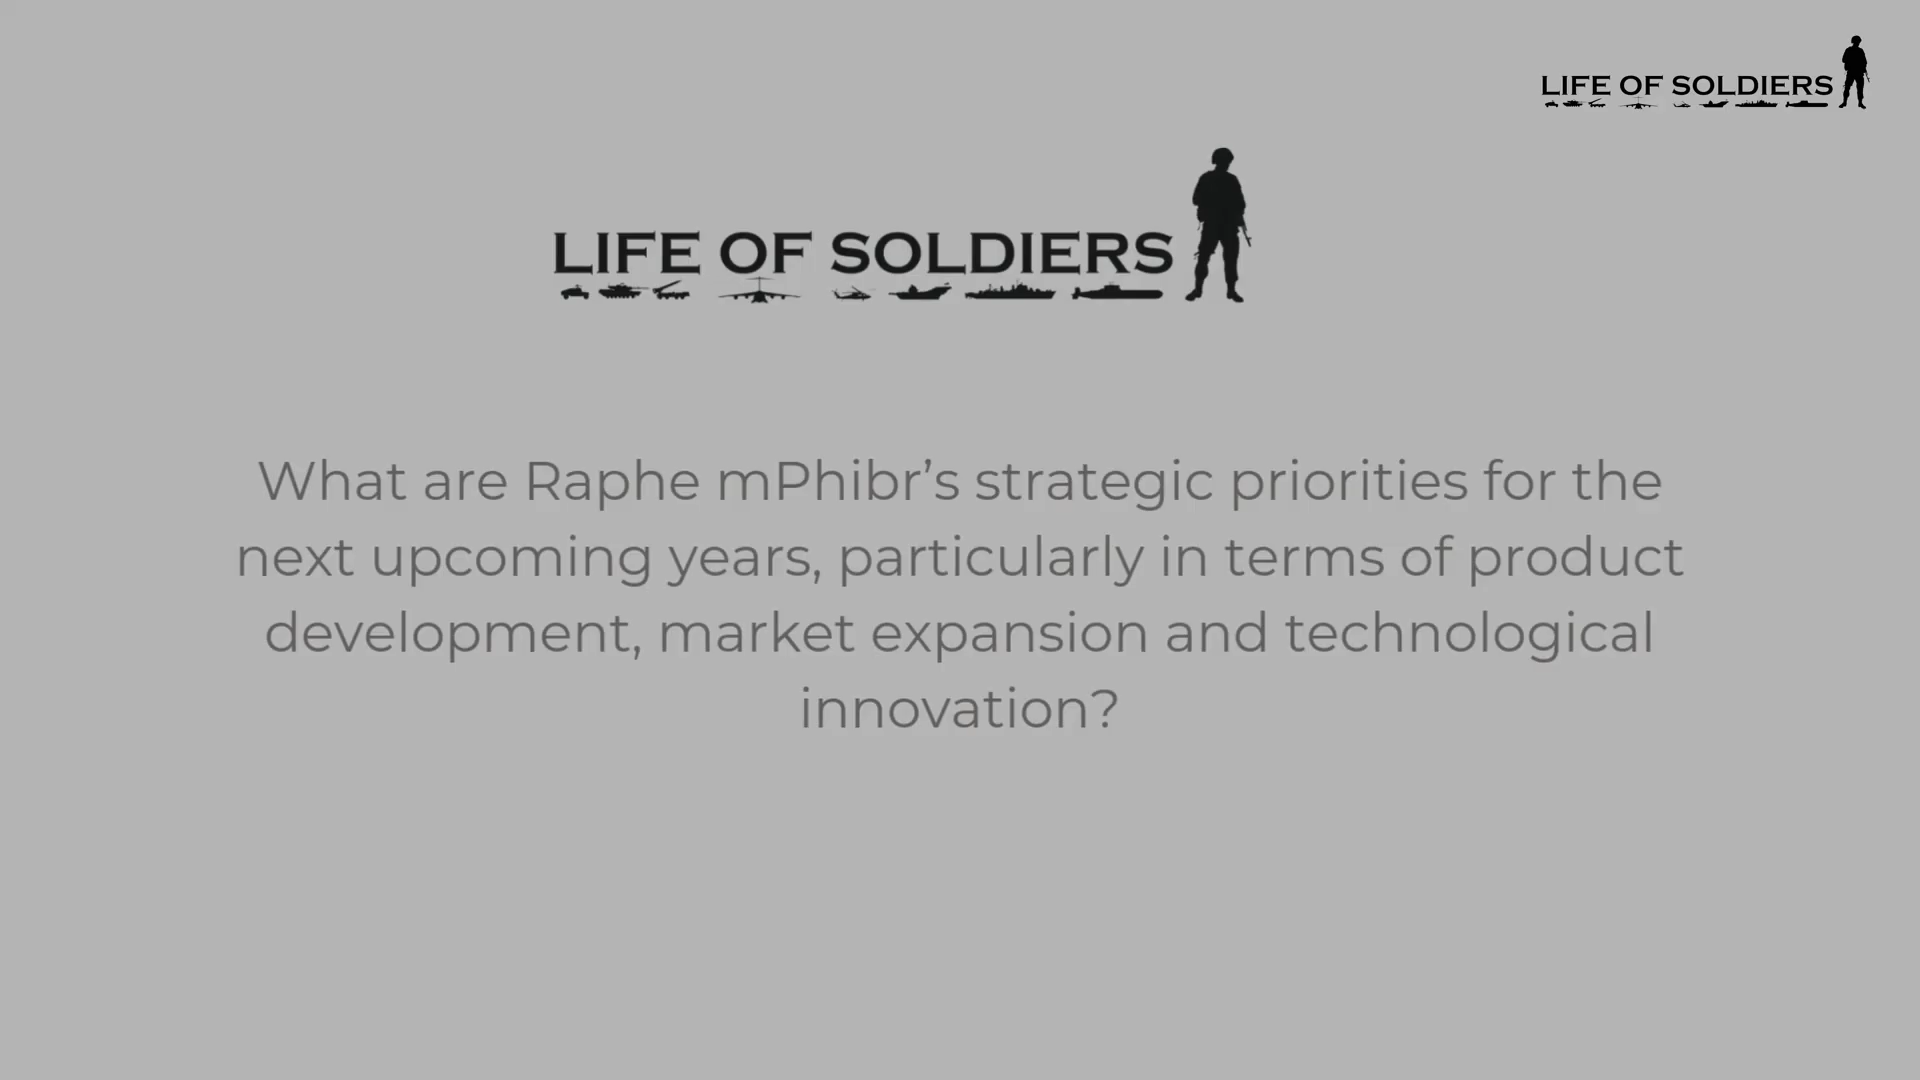 LIFE OF SOLDIERS
LIFE OF SOLDIERS
What are Raphe mPhibr’s strategic priorities for the
next upcoming years, particularly in terms of product
development, market expansion and technological
innovation?